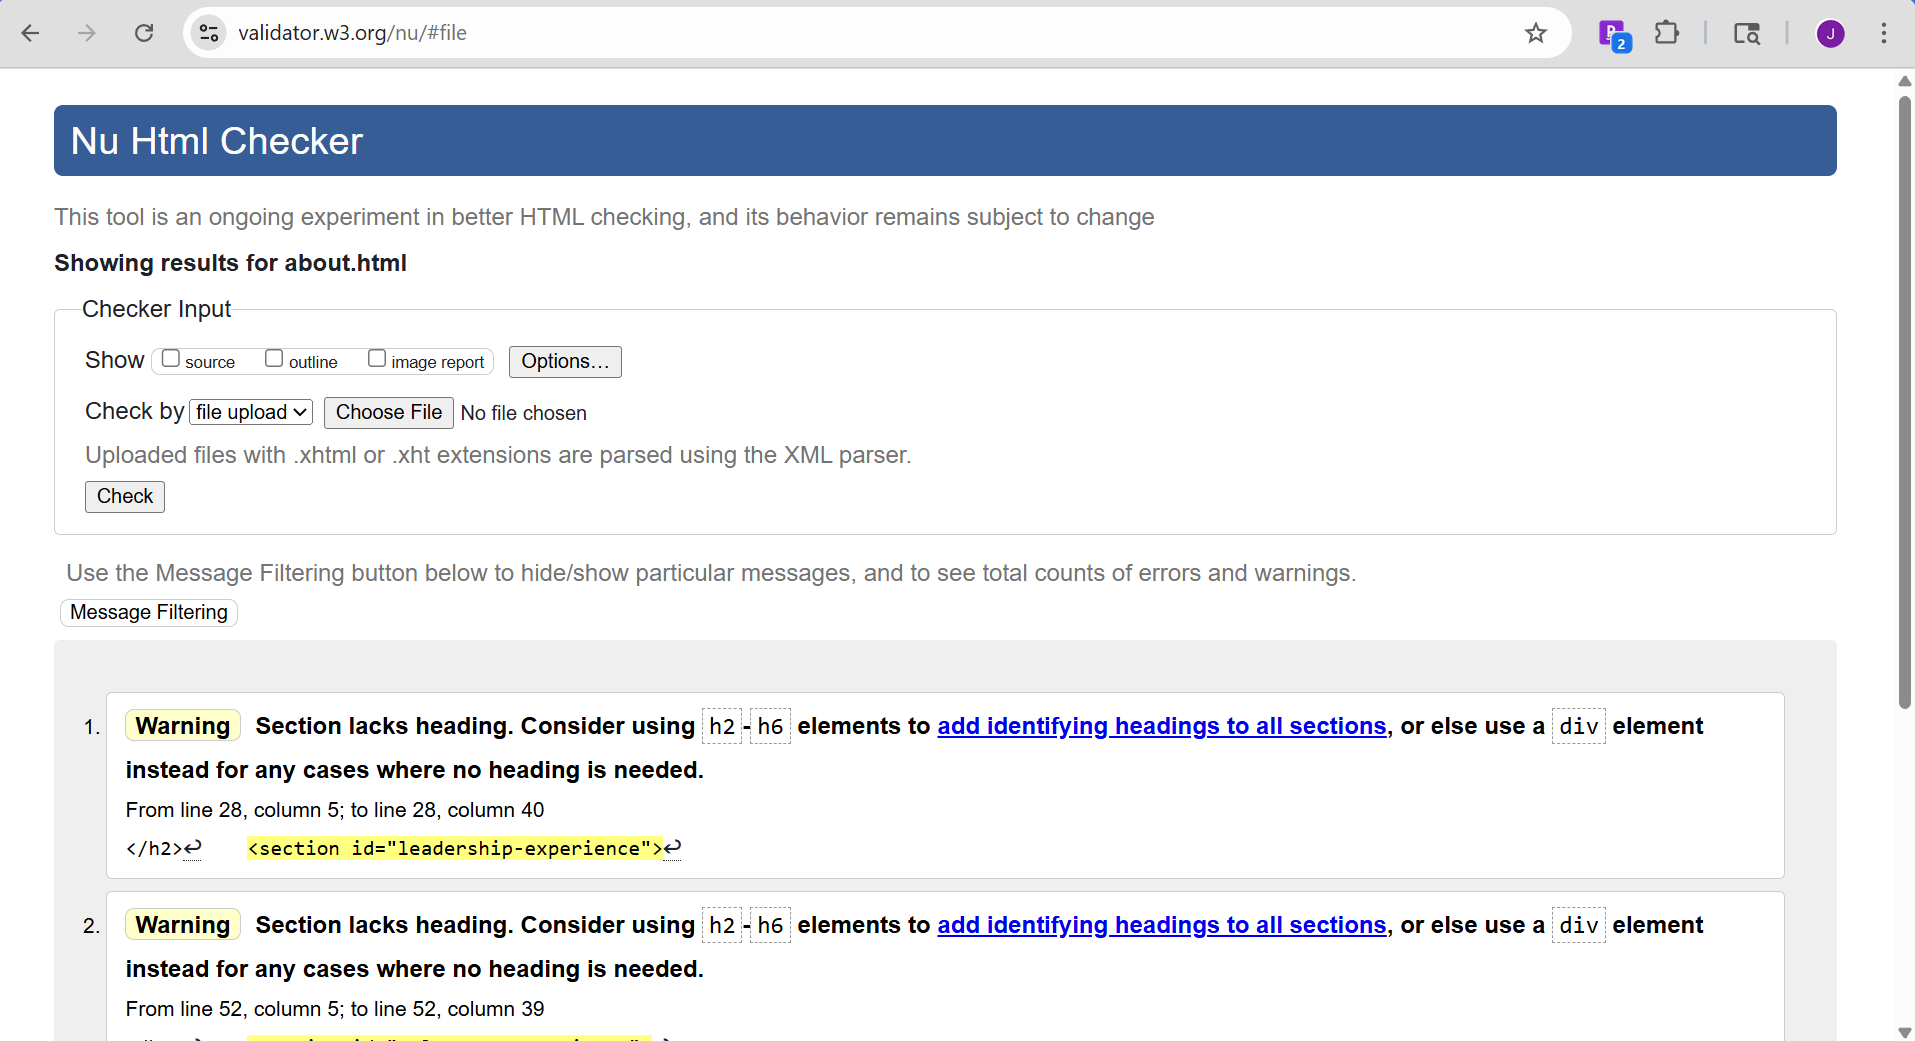 validator.w3.org/nu/#file
2
J
Nu Html Checker
This tool is an ongoing experiment in better HTML checking, and its behavior remains subject to change
Showing results for about.html
Checker Input
Show source outline image report Options…
Check by file upload Choose File No file chosen
Uploaded files with .xhtml or .xht extensions are parsed using the XML parser.
Check
Use the Message Filtering button below to hide/show particular messages, and to see total counts of errors and warnings.
Message Filtering
1. Warning Section lacks heading. Consider using h2-h6 elements to add identifying headings to all sections, or else use a div element
instead for any cases where no heading is needed.
From line 28, column 5; to line 28, column 40
</h2>↩ <section id="leadership-experience">↩
2. Warning Section lacks heading. Consider using h2-h6 elements to add identifying headings to all sections, or else use a div element
instead for any cases where no heading is needed.
From line 52, column 5; to line 52, column 39